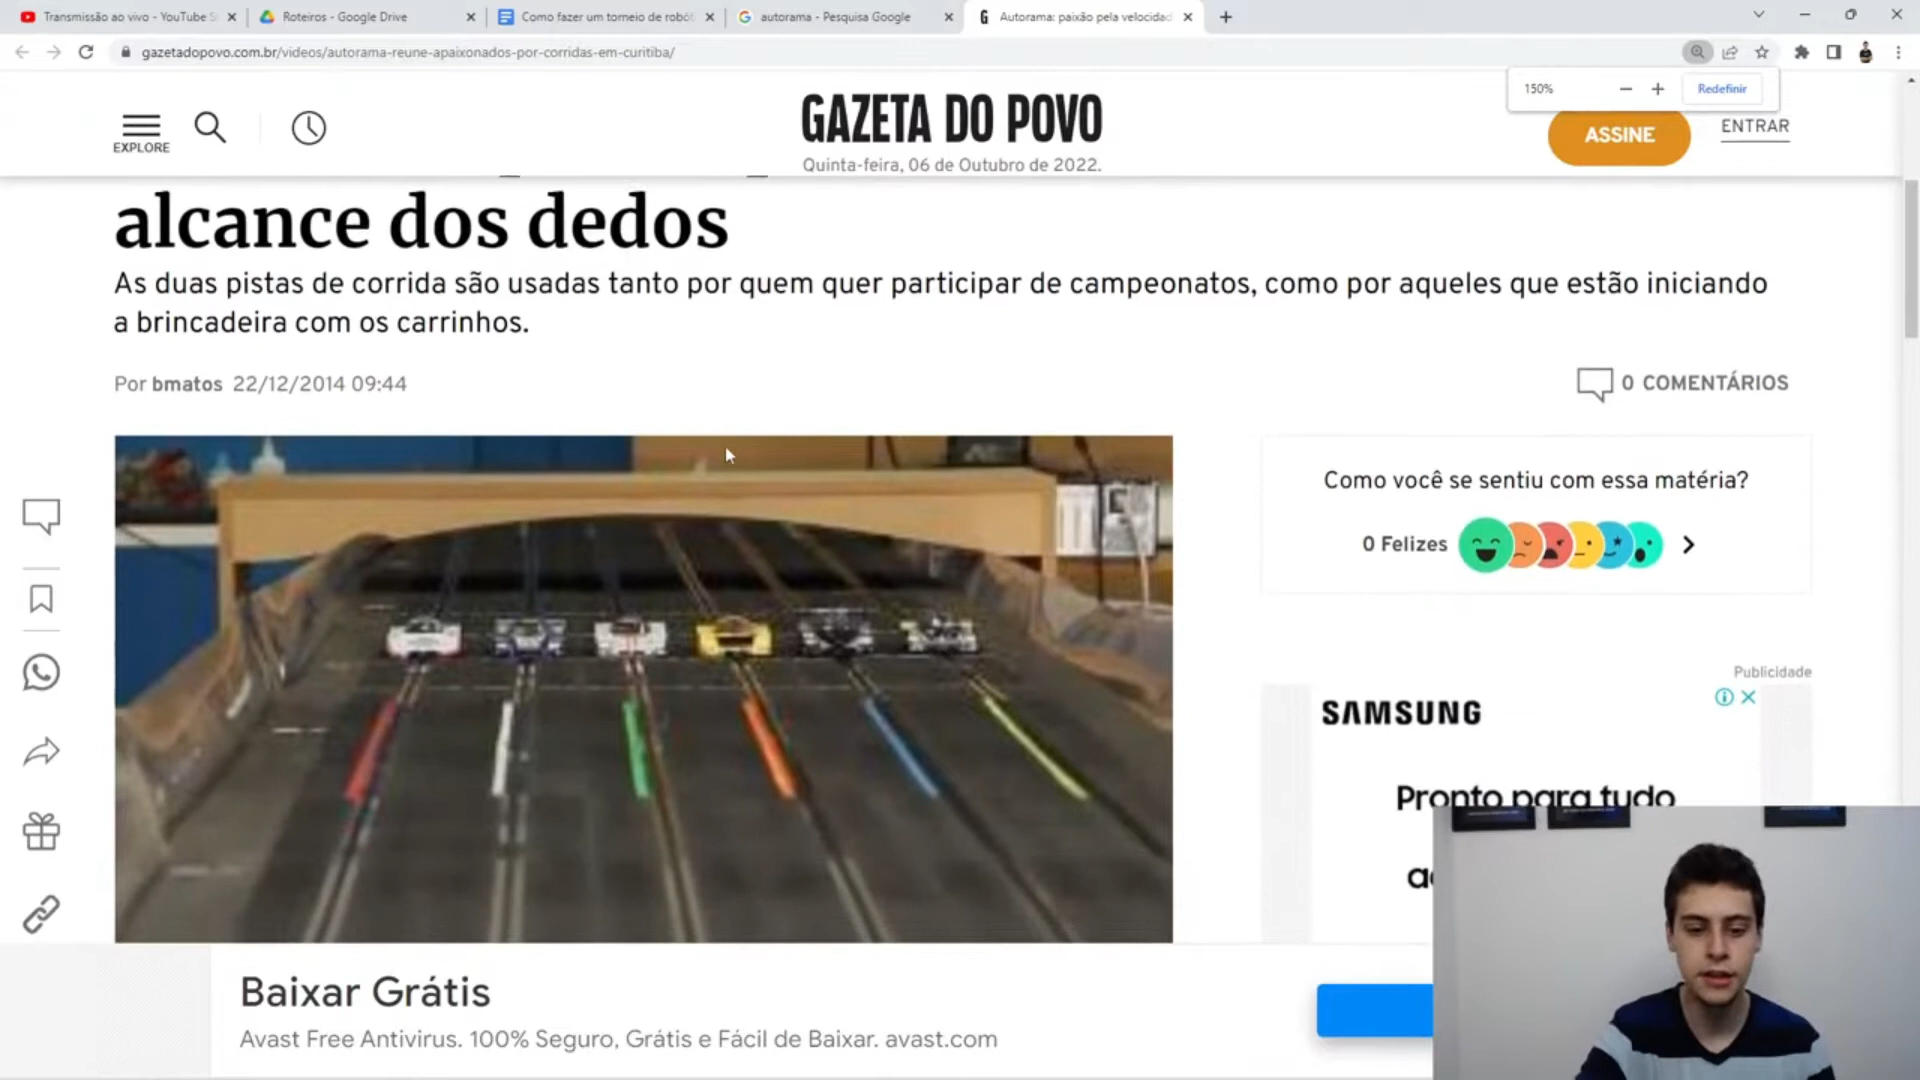 Transmissão ao vivo - YouTube S
Roteiros - Google Drive
Como fazer um torneio de robót
autorama - Pesquisa Google
G
Autorama: paixão pela velocidad
gazetadopovo.com.br/videos/autorama-reune-apaixonados-por-corridas-em-curitiba/
150%
Redefinir
EXPLORE
GAZETA DO POVO
Quinta-feira, 06 de Outubro de 2022.
ASSINE
ENTRAR
alcance dos dedos
As duas pistas de corrida são usadas tanto por quem quer participar de campeonatos, como por aqueles que estão iniciando
a brincadeira com os carrinhos.
Por bmatos 22/12/2014 09:44
0 COMENTÁRIOS
Como você se sentiu com essa matéria?
0 Felizes
Publicidade
SAMSUNG
Pronto para tudo
Baixar Grátis
Avast Free Antivirus. 100% Seguro, Grátis e Fácil de Baixar. avast.com